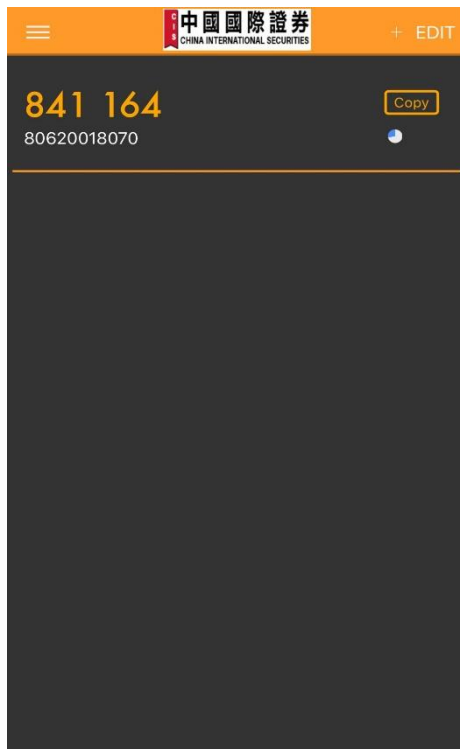 CIS 中國國際證券
CHINA INTERNATIONAL SECURITIES
+ EDIT
841 164
Copy
80620018070